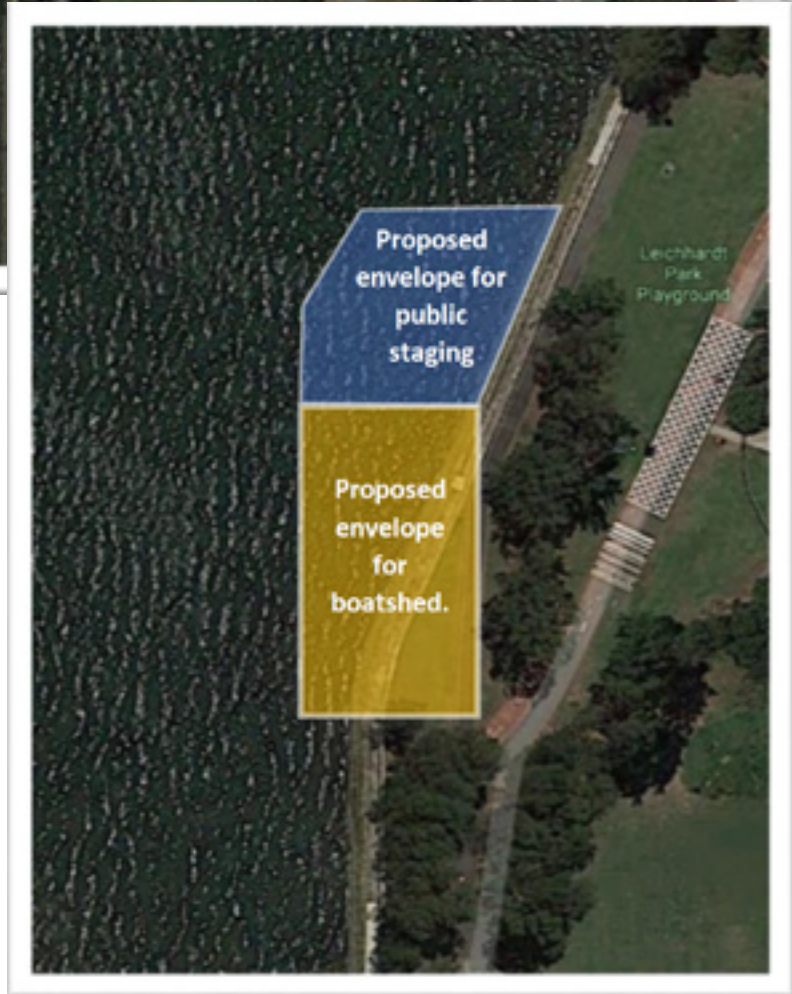 Proposed
envelope for
public
staging
Leichhardt
Park
Playground
Proposed
envelope
for
boatshed.